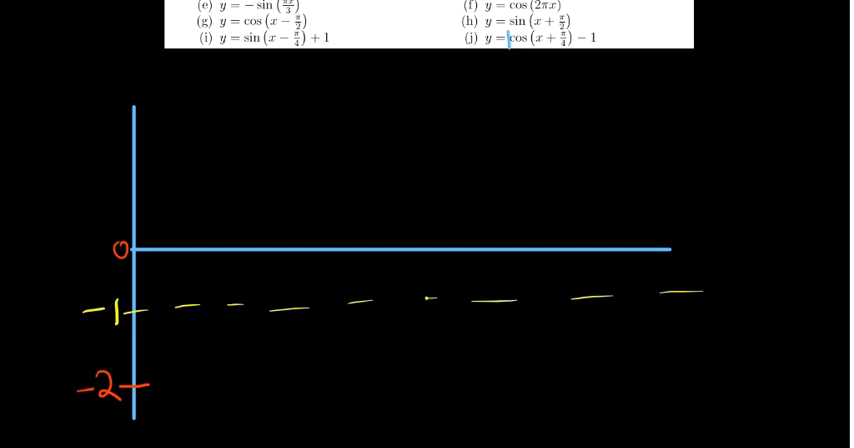 (e) y = − sin (πx/3)
(f) y = cos (2πx)
(g) y = cos (x − π/2)
(h) y = sin (x + π/2)
(i) y = sin (x − π/4) + 1
(j) y = cos (x + π/4) − 1
0
−1
−2